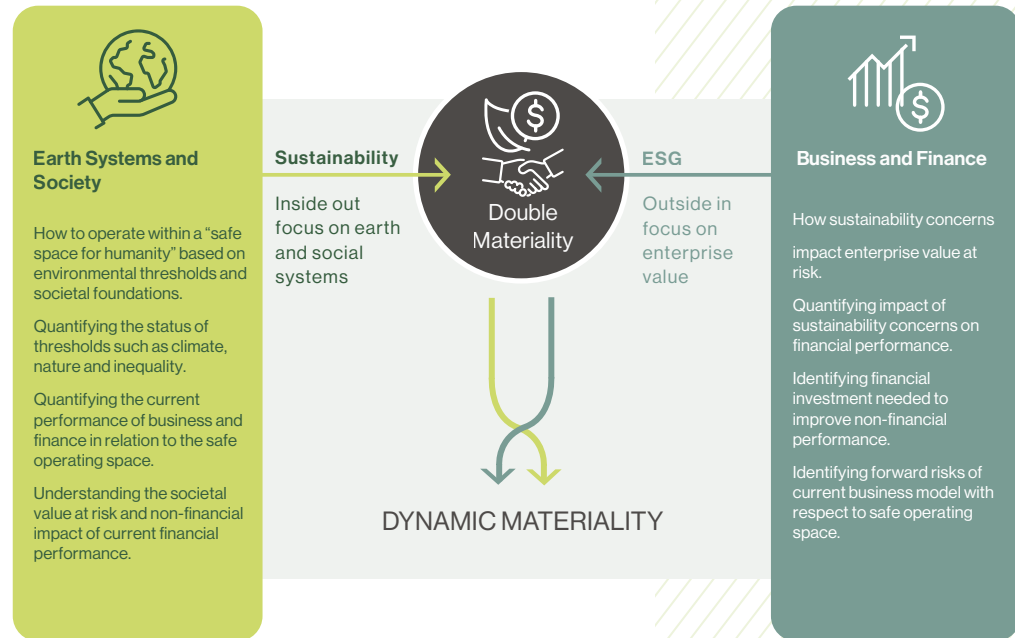 Earth Systems and
Society
How to operate within a “safe
space for humanity” based on
environmental thresholds and
societal foundations.
Quantifying the status of
thresholds such as climate,
nature and inequality.
Quantifying the current
performance of business and
finance in relation to the safe
operating space.
Understanding the societal
value at risk and non-financial
impact of current financial
performance.
Sustainability
Inside out
focus on earth
and social
systems
$
Double
Materiality
ESG
Outside in
focus on
enterprise
value
DYNAMIC MATERIALITY
$
Business and Finance
How sustainability concerns
impact enterprise value at
risk.
Quantifying impact of
sustainability concerns on
financial performance.
Identifying financial
investment needed to
improve non-financial
performance.
Identifying forward risks of
current business model with
respect to safe operating
space.